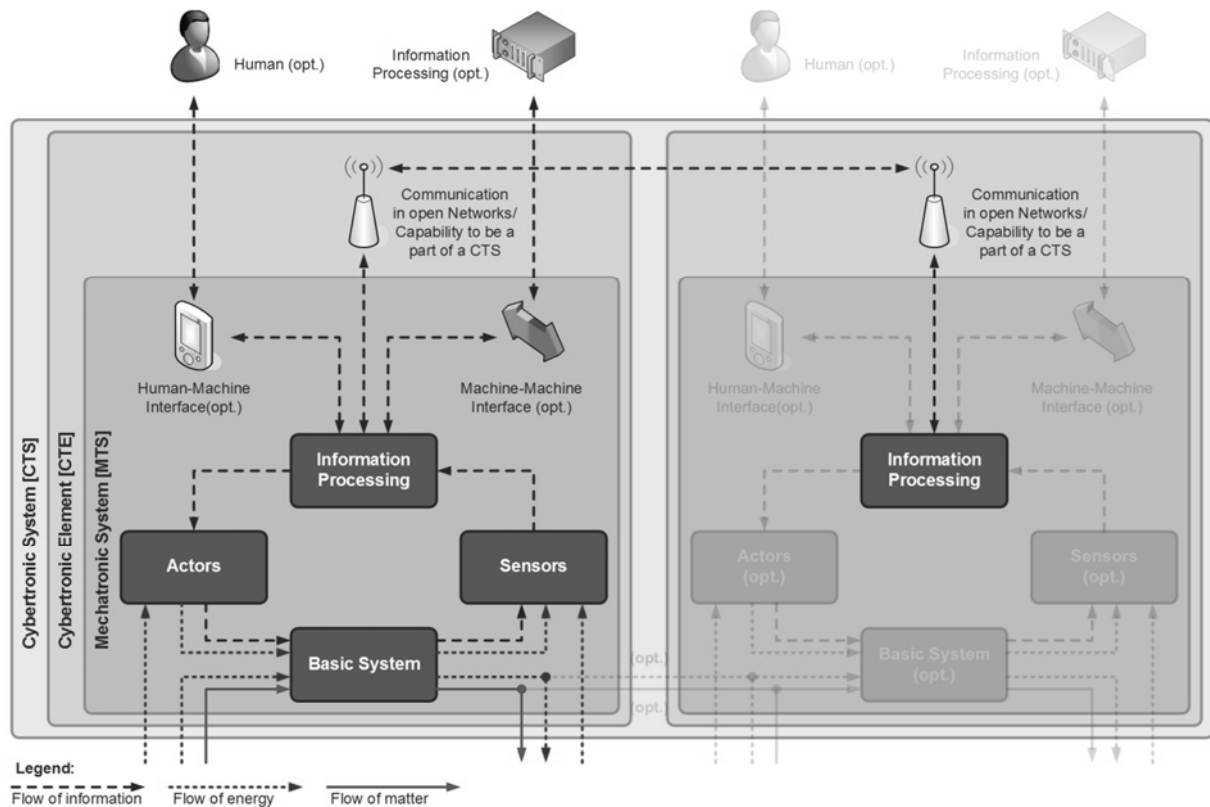 Human (opt.)
Information
Processing (opt.)
Human (opt.)
Information
Processing (opt.)
Communication
in open Networks/
Capability to be a
part of a CTS
Communication
in open Networks/
Capability to be a
part of a CTS
Human-Machine
Interface(opt.)
Machine-Machine
Interface (opt.)
Human-Machine
Interface(opt.)
Machine-Machine
Interface (opt.)
Cybertronic System [CTS]
Cybertronic Element [CTE]
Mechatronic System [MTS]
Information
Processing
Information
Processing
Actors
Sensors
Actors
(opt.)
Sensors
(opt.)
Basic System
(opt.)
(opt.)
Basic System
(opt.)
Legend:
Flow of information
Flow of energy
Flow of matter